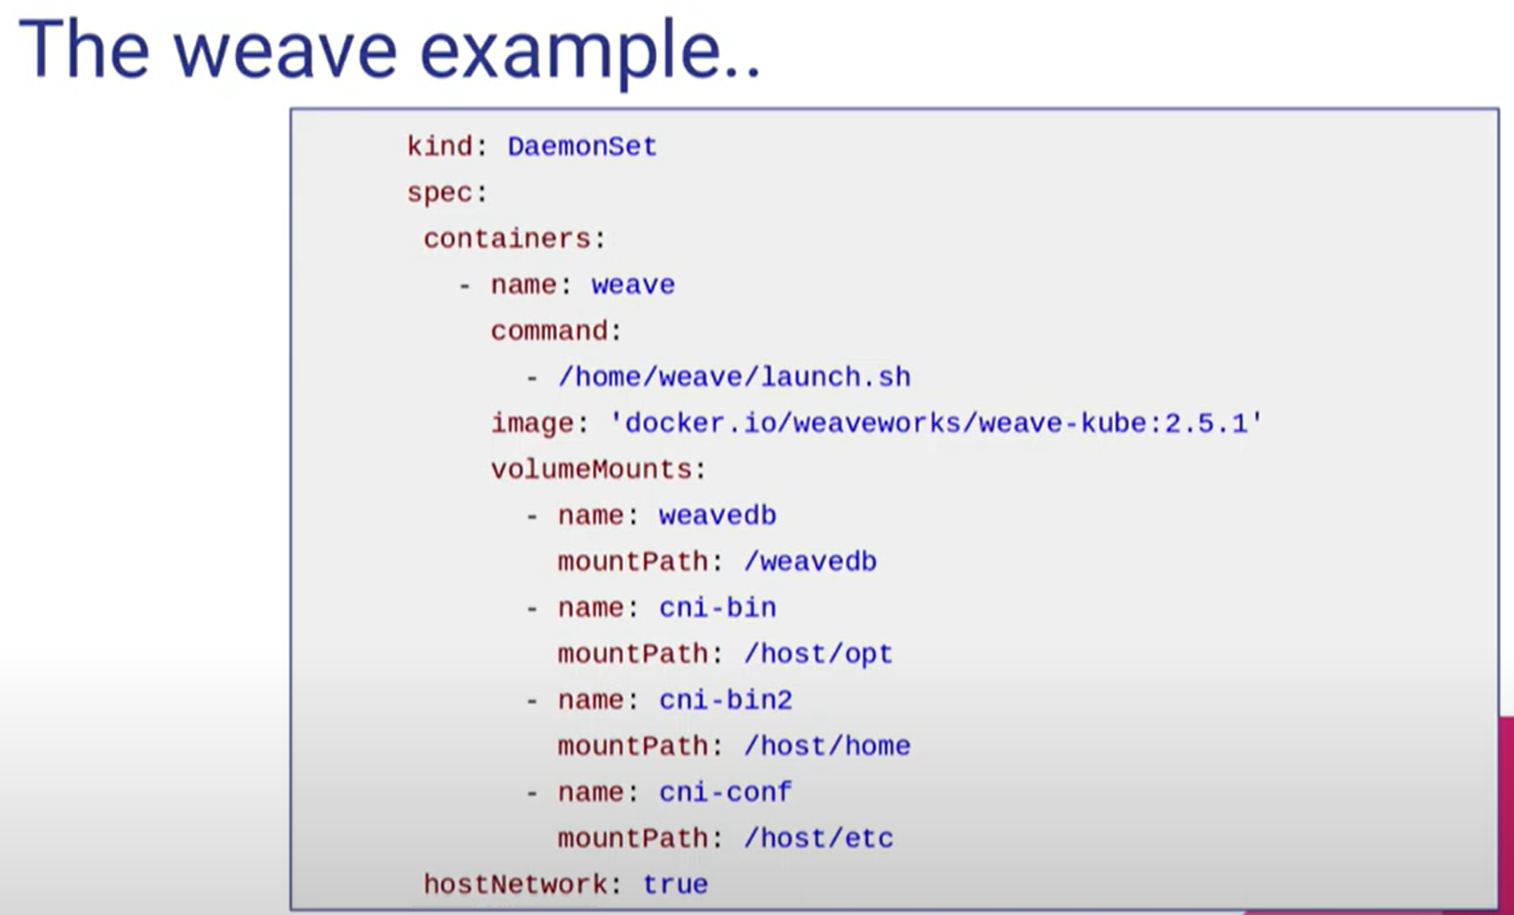 The weave example..
kind: DaemonSet
spec:
containers:
- name: weave
command:
- /home/weave/launch.sh
image: 'docker.io/weaveworks/weave-kube:2.5.1'
volumeMounts:
- name: weavedb
mountPath: /weavedb
- name: cni-bin
mountPath: /host/opt
- name: cni-bin2
mountPath: /host/home
- name: cni-conf
mountPath: /host/etc
hostNetwork: true